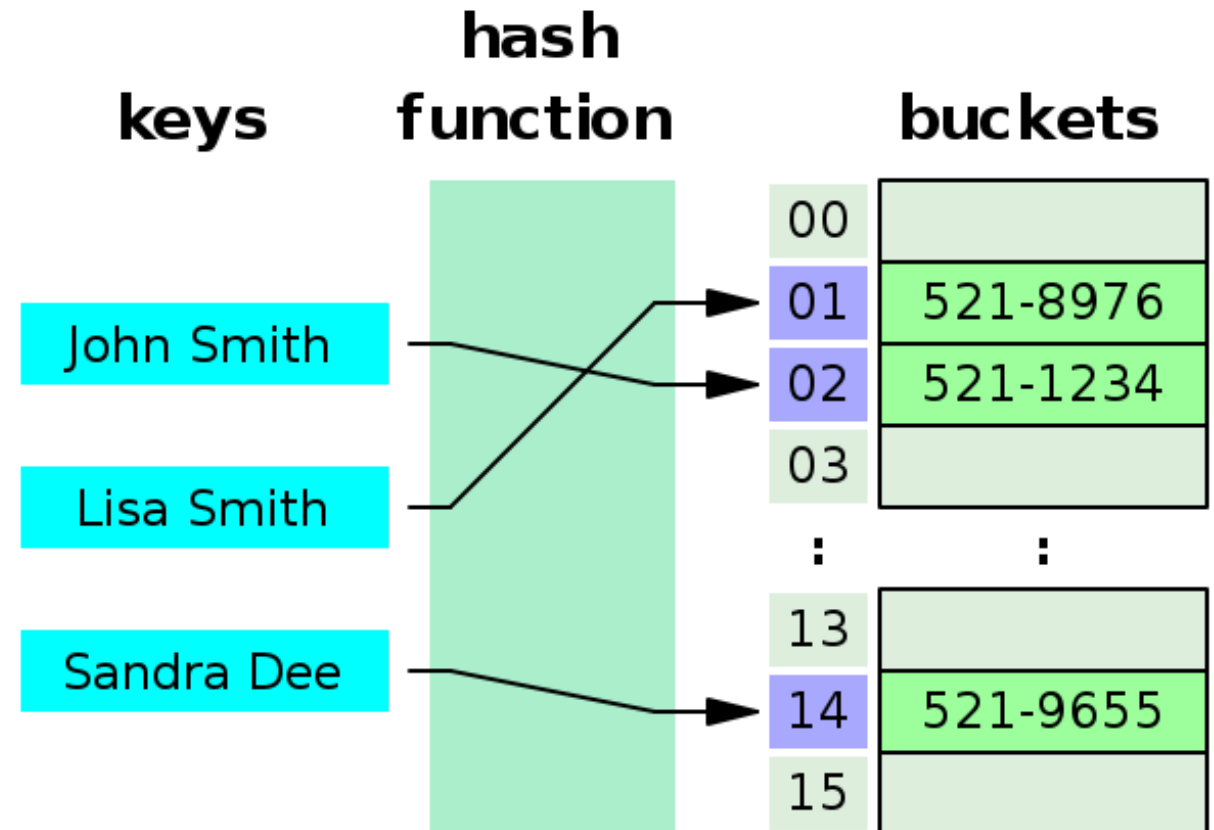 hash
keys function buckets
00
01 521-8976
John Smith
02 521-1234
03
Lisa Smith
: :
13
Sandra Dee
14 521-9655
15